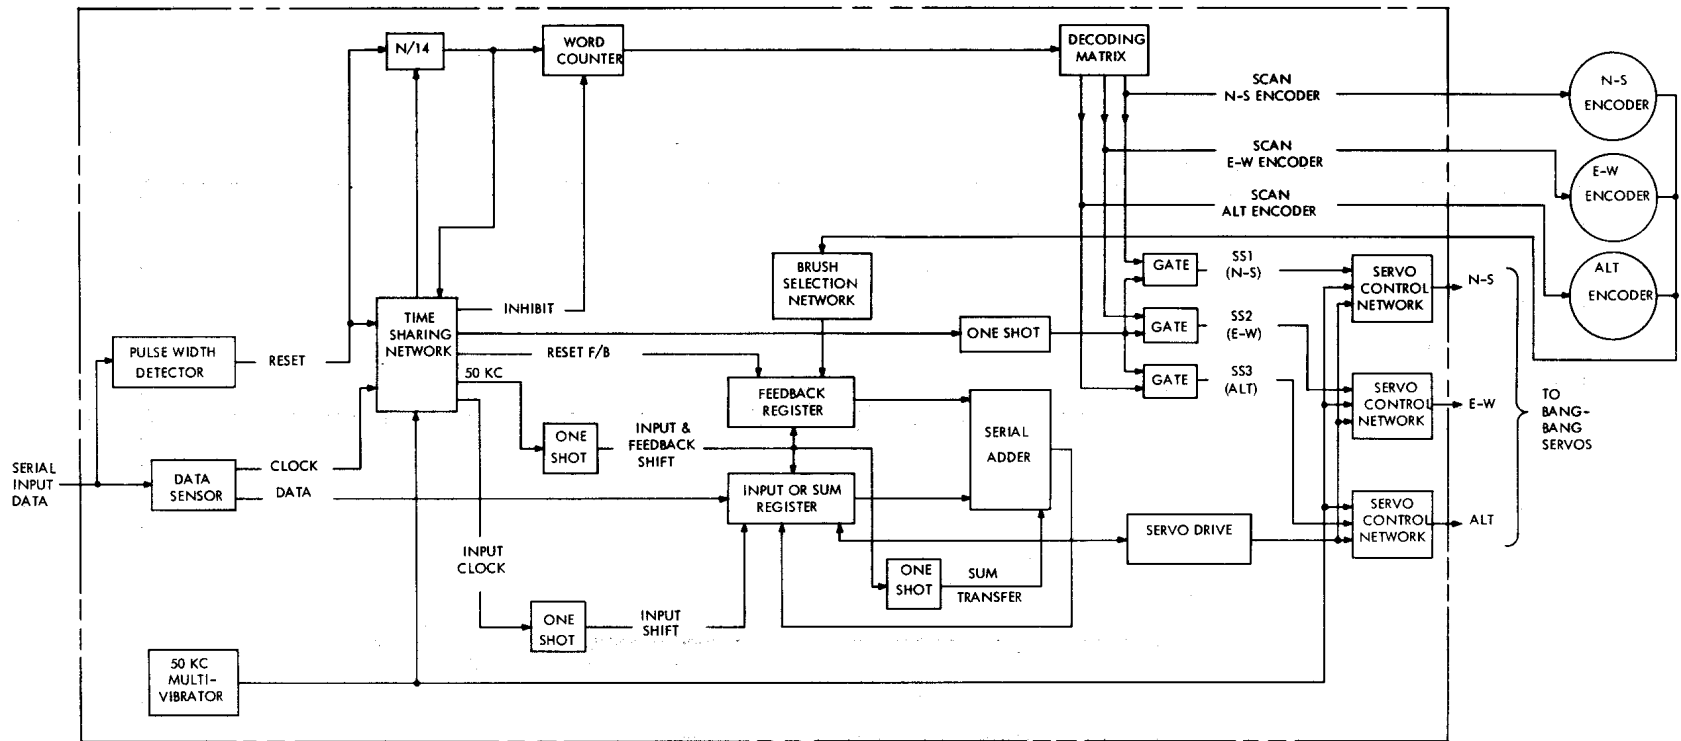 N/14
WORD
COUNTER
DECODING
MATRIX
SCAN
N-S ENCODER
N-S
ENCODER
SCAN
E-W ENCODER
E-W
ENCODER
SCAN
ALT ENCODER
ALT
ENCODER
BRUSH
SELECTION
NETWORK
GATE
SS1
(N-S)
SERVO
CONTROL
NETWORK
N-S
TIME
SHARING
NETWORK
INHIBIT
ONE SHOT
GATE
SS2
(E-W)
PULSE WIDTH
DETECTOR
RESET
RESET F/B
50 KC
FEEDBACK
REGISTER
GATE
SS3
(ALT)
SERVO
CONTROL
NETWORK
E-W
TO
BANG-
BANG
SERVOS
ONE
SHOT
INPUT &
FEEDBACK
SHIFT
SERIAL
ADDER
SERIAL
INPUT
DATA
DATA
SENSOR
CLOCK
DATA
INPUT OR SUM
REGISTER
SERVO DRIVE
SERVO
CONTROL
NETWORK
ALT
INPUT
CLOCK
ONE
SHOT
SUM
TRANSFER
ONE
SHOT
INPUT
SHIFT
50 KC
MULTI-
VIBRATOR